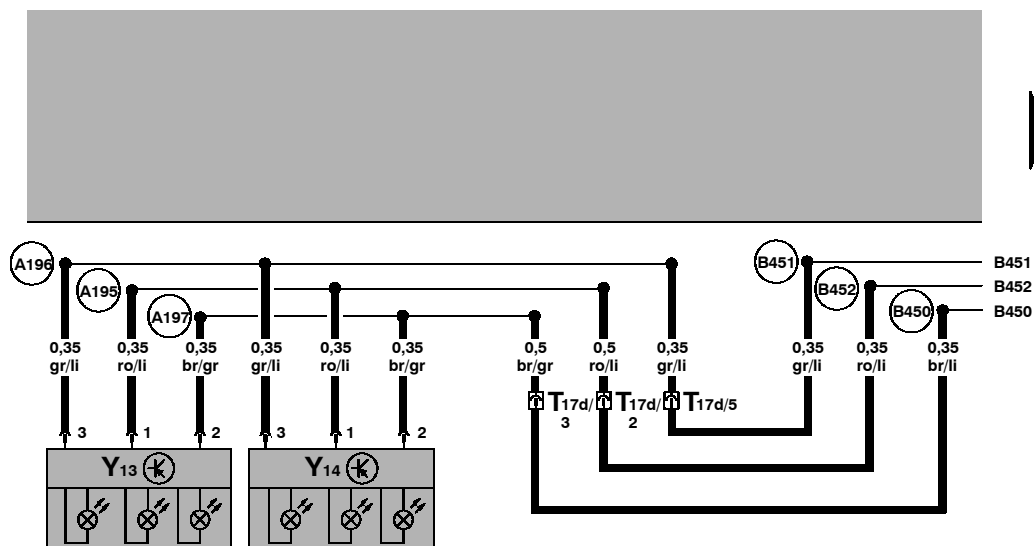 A196
B451
B451
A195
B452
B452
A197
B450
B450
0,35 0,35 0,35 0,35 0,35 0,35 0,5 0,5 0,35 0,35 0,35 0,35
gr/li ro/li br/gr gr/li ro/li br/gr br/gr ro/li gr/li gr/li ro/li br/li
T17d/3
T17d/2
T17d/5
3 1 2 3 1 2
Y13 Y14